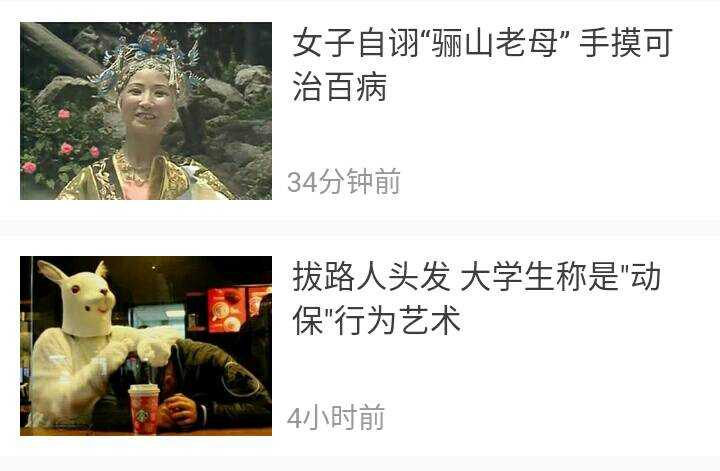 女子自诩“骊山老母” 手摸可
治百病
34分钟前
拔路人头发 大学生称是"动
保"行为艺术
4小时前